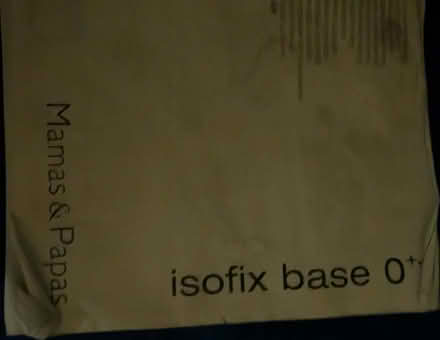 Mamas & Papas
isofix base 0+